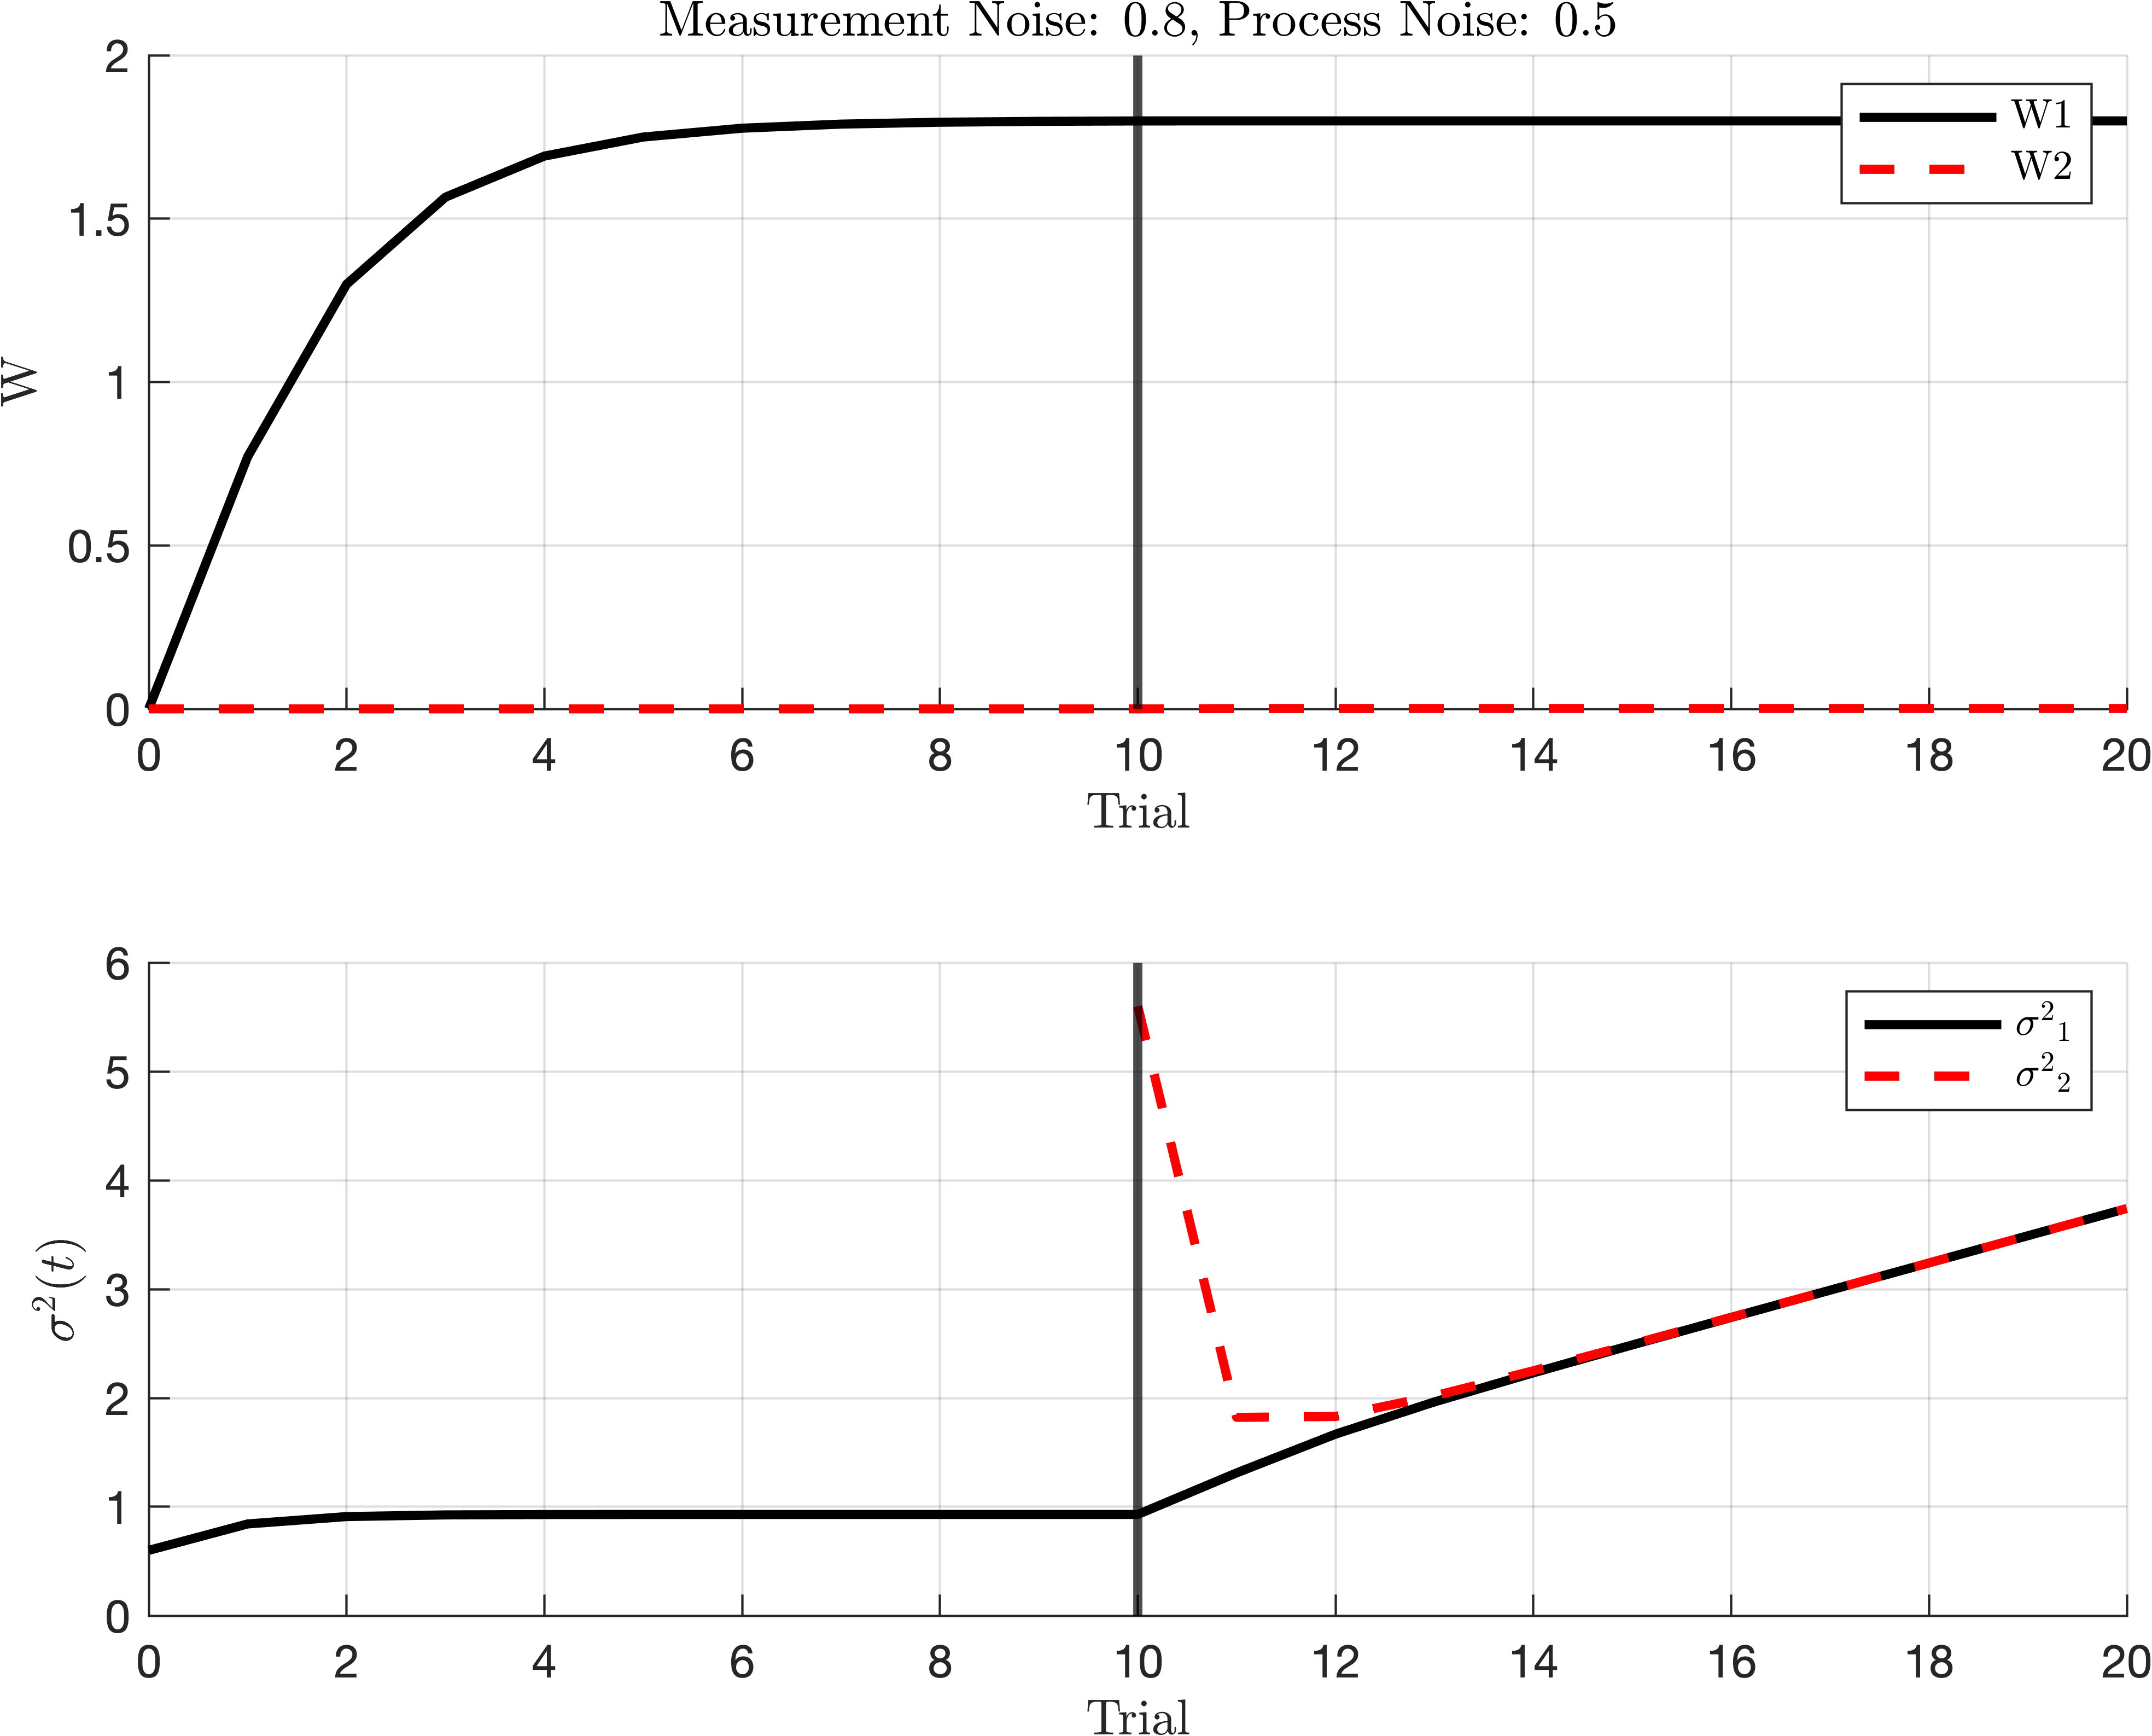 Measurement Noise: 0.8, Process Noise: 0.5
2
1.5
1
0.5
0
W
W1
W2
0 2 4 6 8 10 12 14 16 18 20
Trial
6
5
4
3
2
1
0
σ²(t)
σ²₁
σ²₂
0 2 4 6 8 10 12 14 16 18 20
Trial